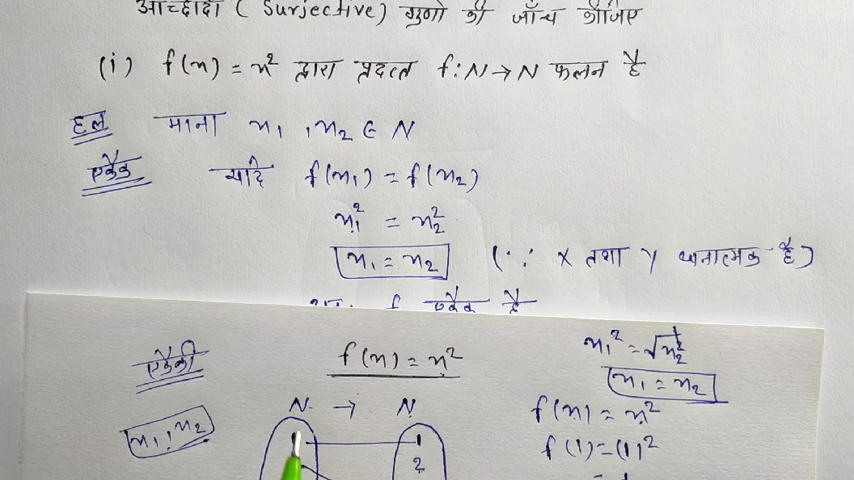 आच्छादी ( Surjective) गुणों की जाँच कीजिए
(i) f(x) = x² द्वारा प्रदत्त f: N → N फलन है
हल माना x₁ , x₂ ∈ N
एकैक यदि f(x₁) = f(x₂)
x₁² = x₂²
x₁ = x₂ (∵ x तथा y धनात्मक है)
f एकैक है
एकैकी f(x) = x²
x₁² = √x₂²
x₁ = x₂
N → N
x₁, x₂
f(x) = x²
1 1
f(1) = (1)²
2